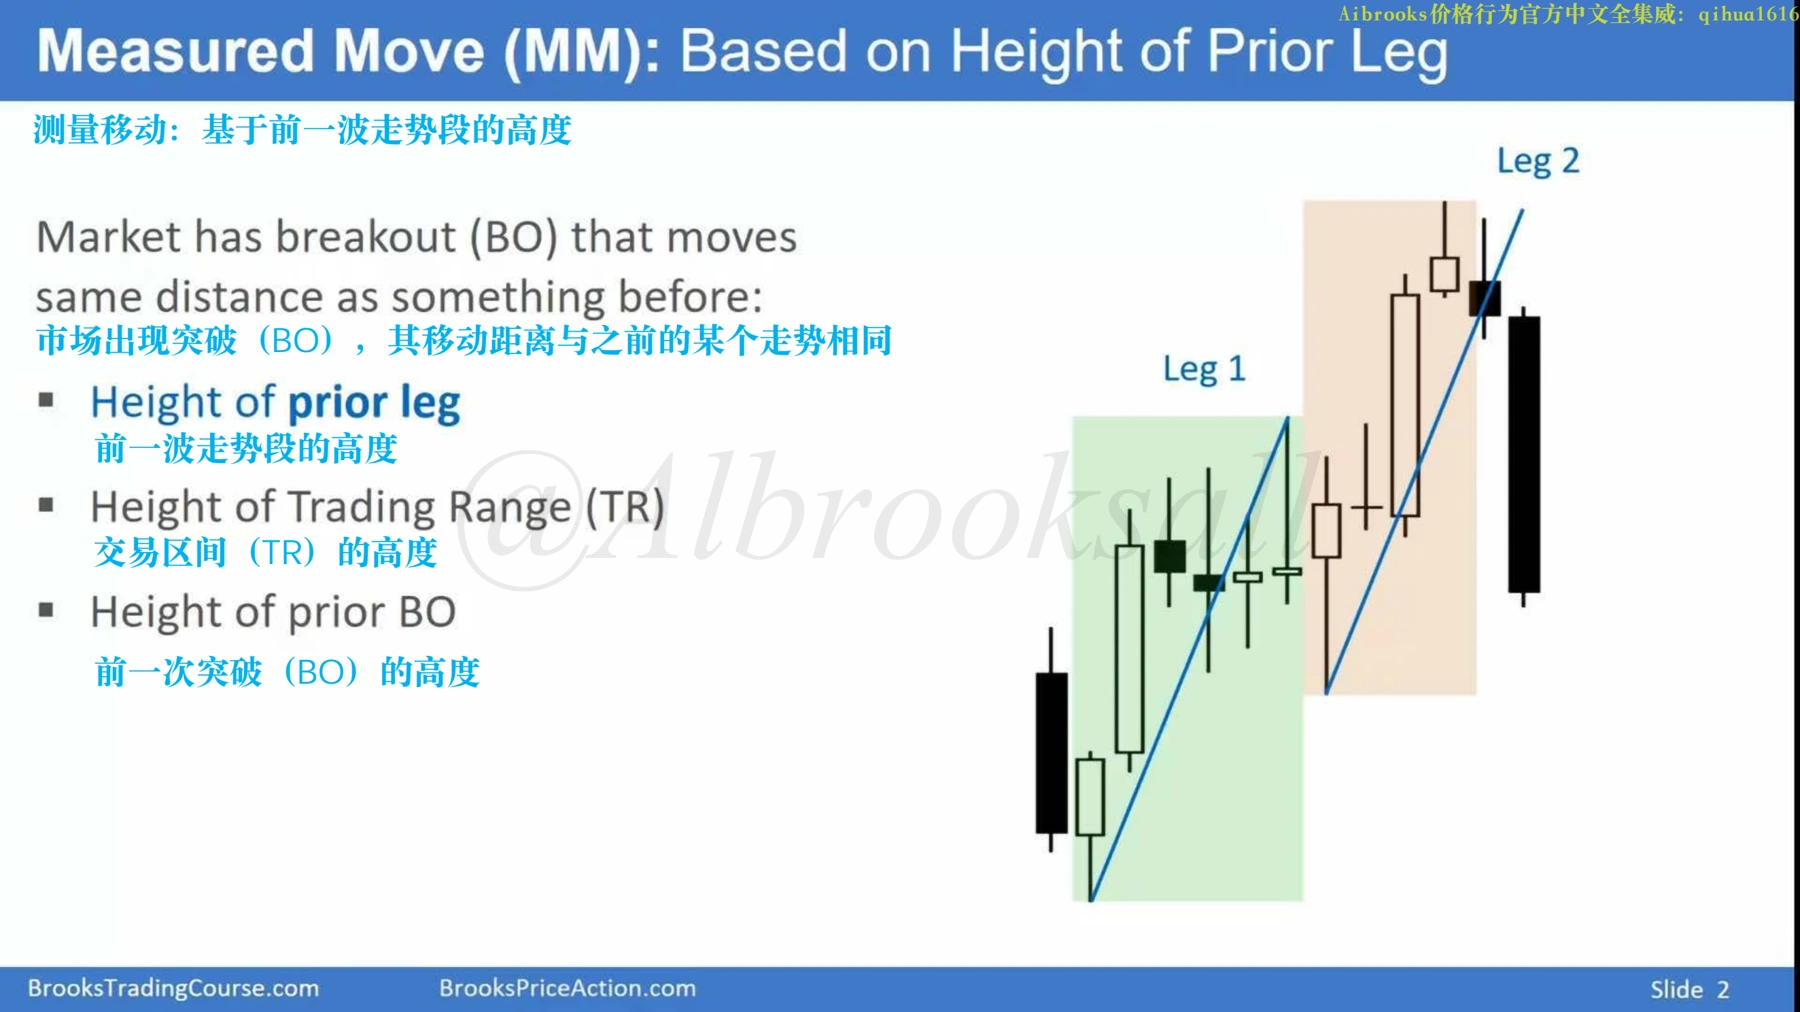 Aibrooks价格行为官方中文全集威：qihua1616
Measured Move (MM): Based on Height of Prior Leg
测量移动：基于前一波走势段的高度
Market has breakout (BO) that moves
same distance as something before:
市场出现突破（BO），其移动距离与之前的某个走势相同
▪ Height of prior leg
前一波走势段的高度
▪ Height of Trading Range (TR)
交易区间（TR）的高度
▪ Height of prior BO
前一次突破（BO）的高度
Leg 1
Leg 2
@Albrooksall
BrooksTradingCourse.com
BrooksPriceAction.com
Slide 2